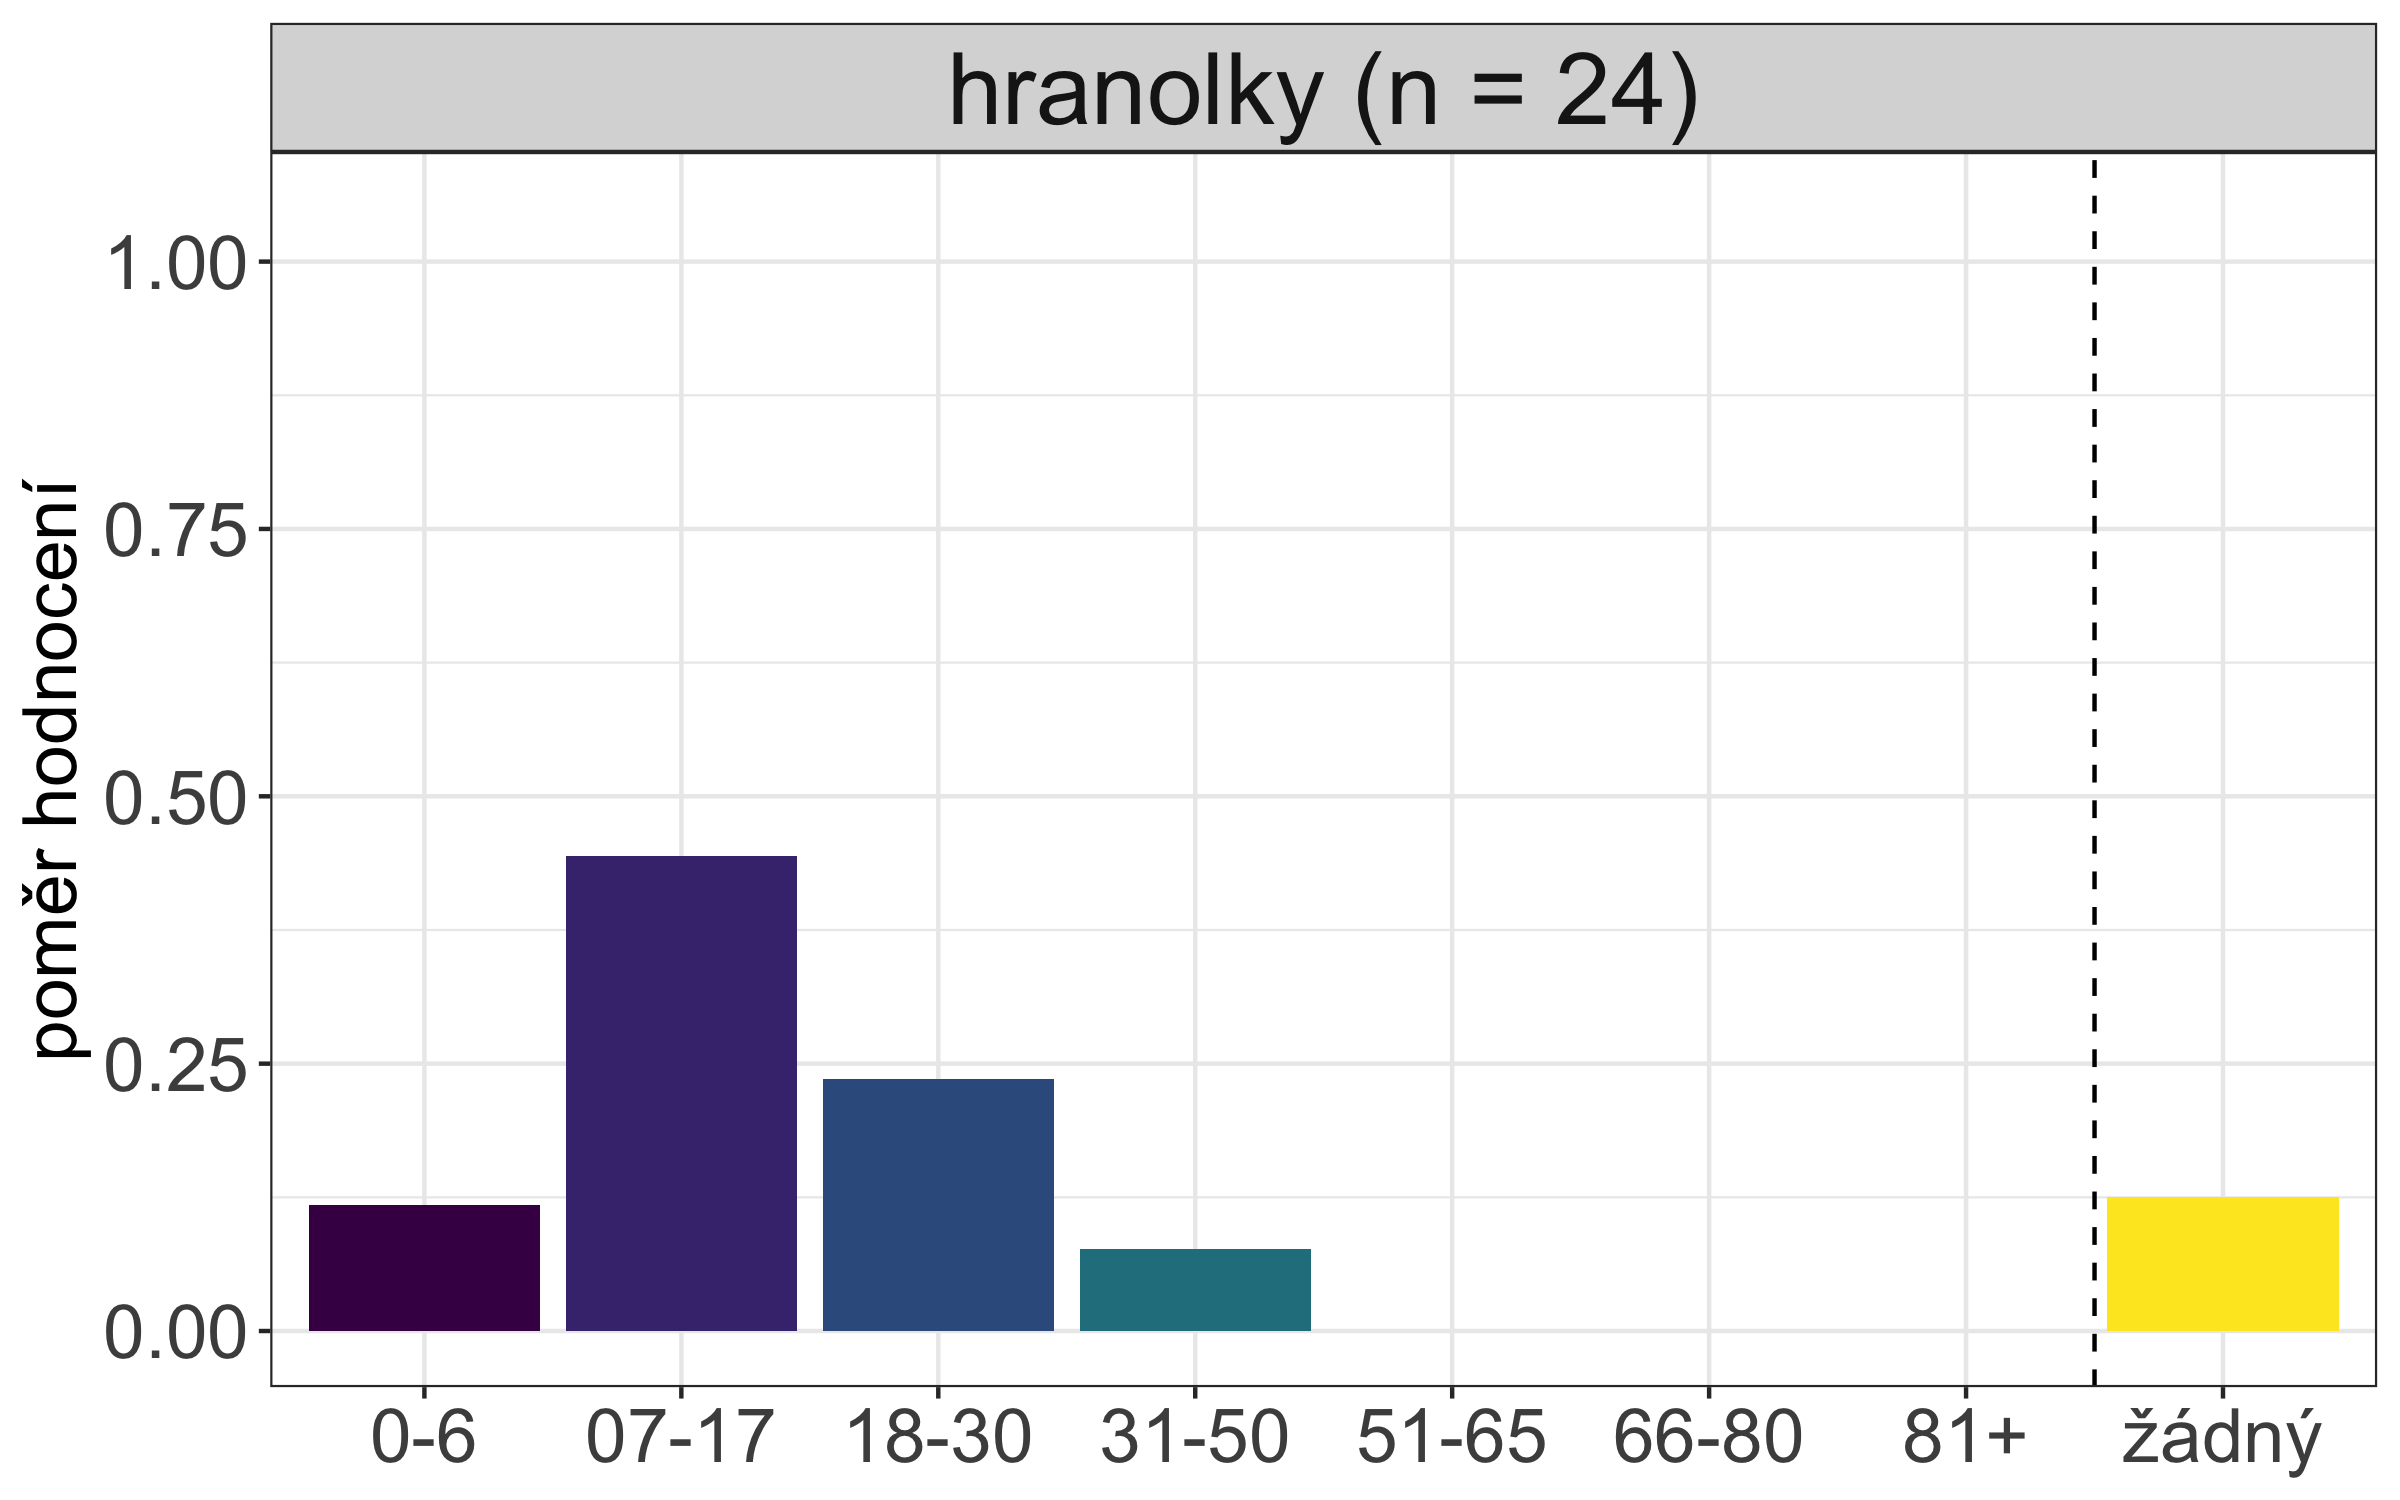 hranolky (n = 24)
poměr hodnocení
1.00
0.75
0.50
0.25
0.00
0-6 07-17 18-30 31-50 51-65 66-80 81+ žádný